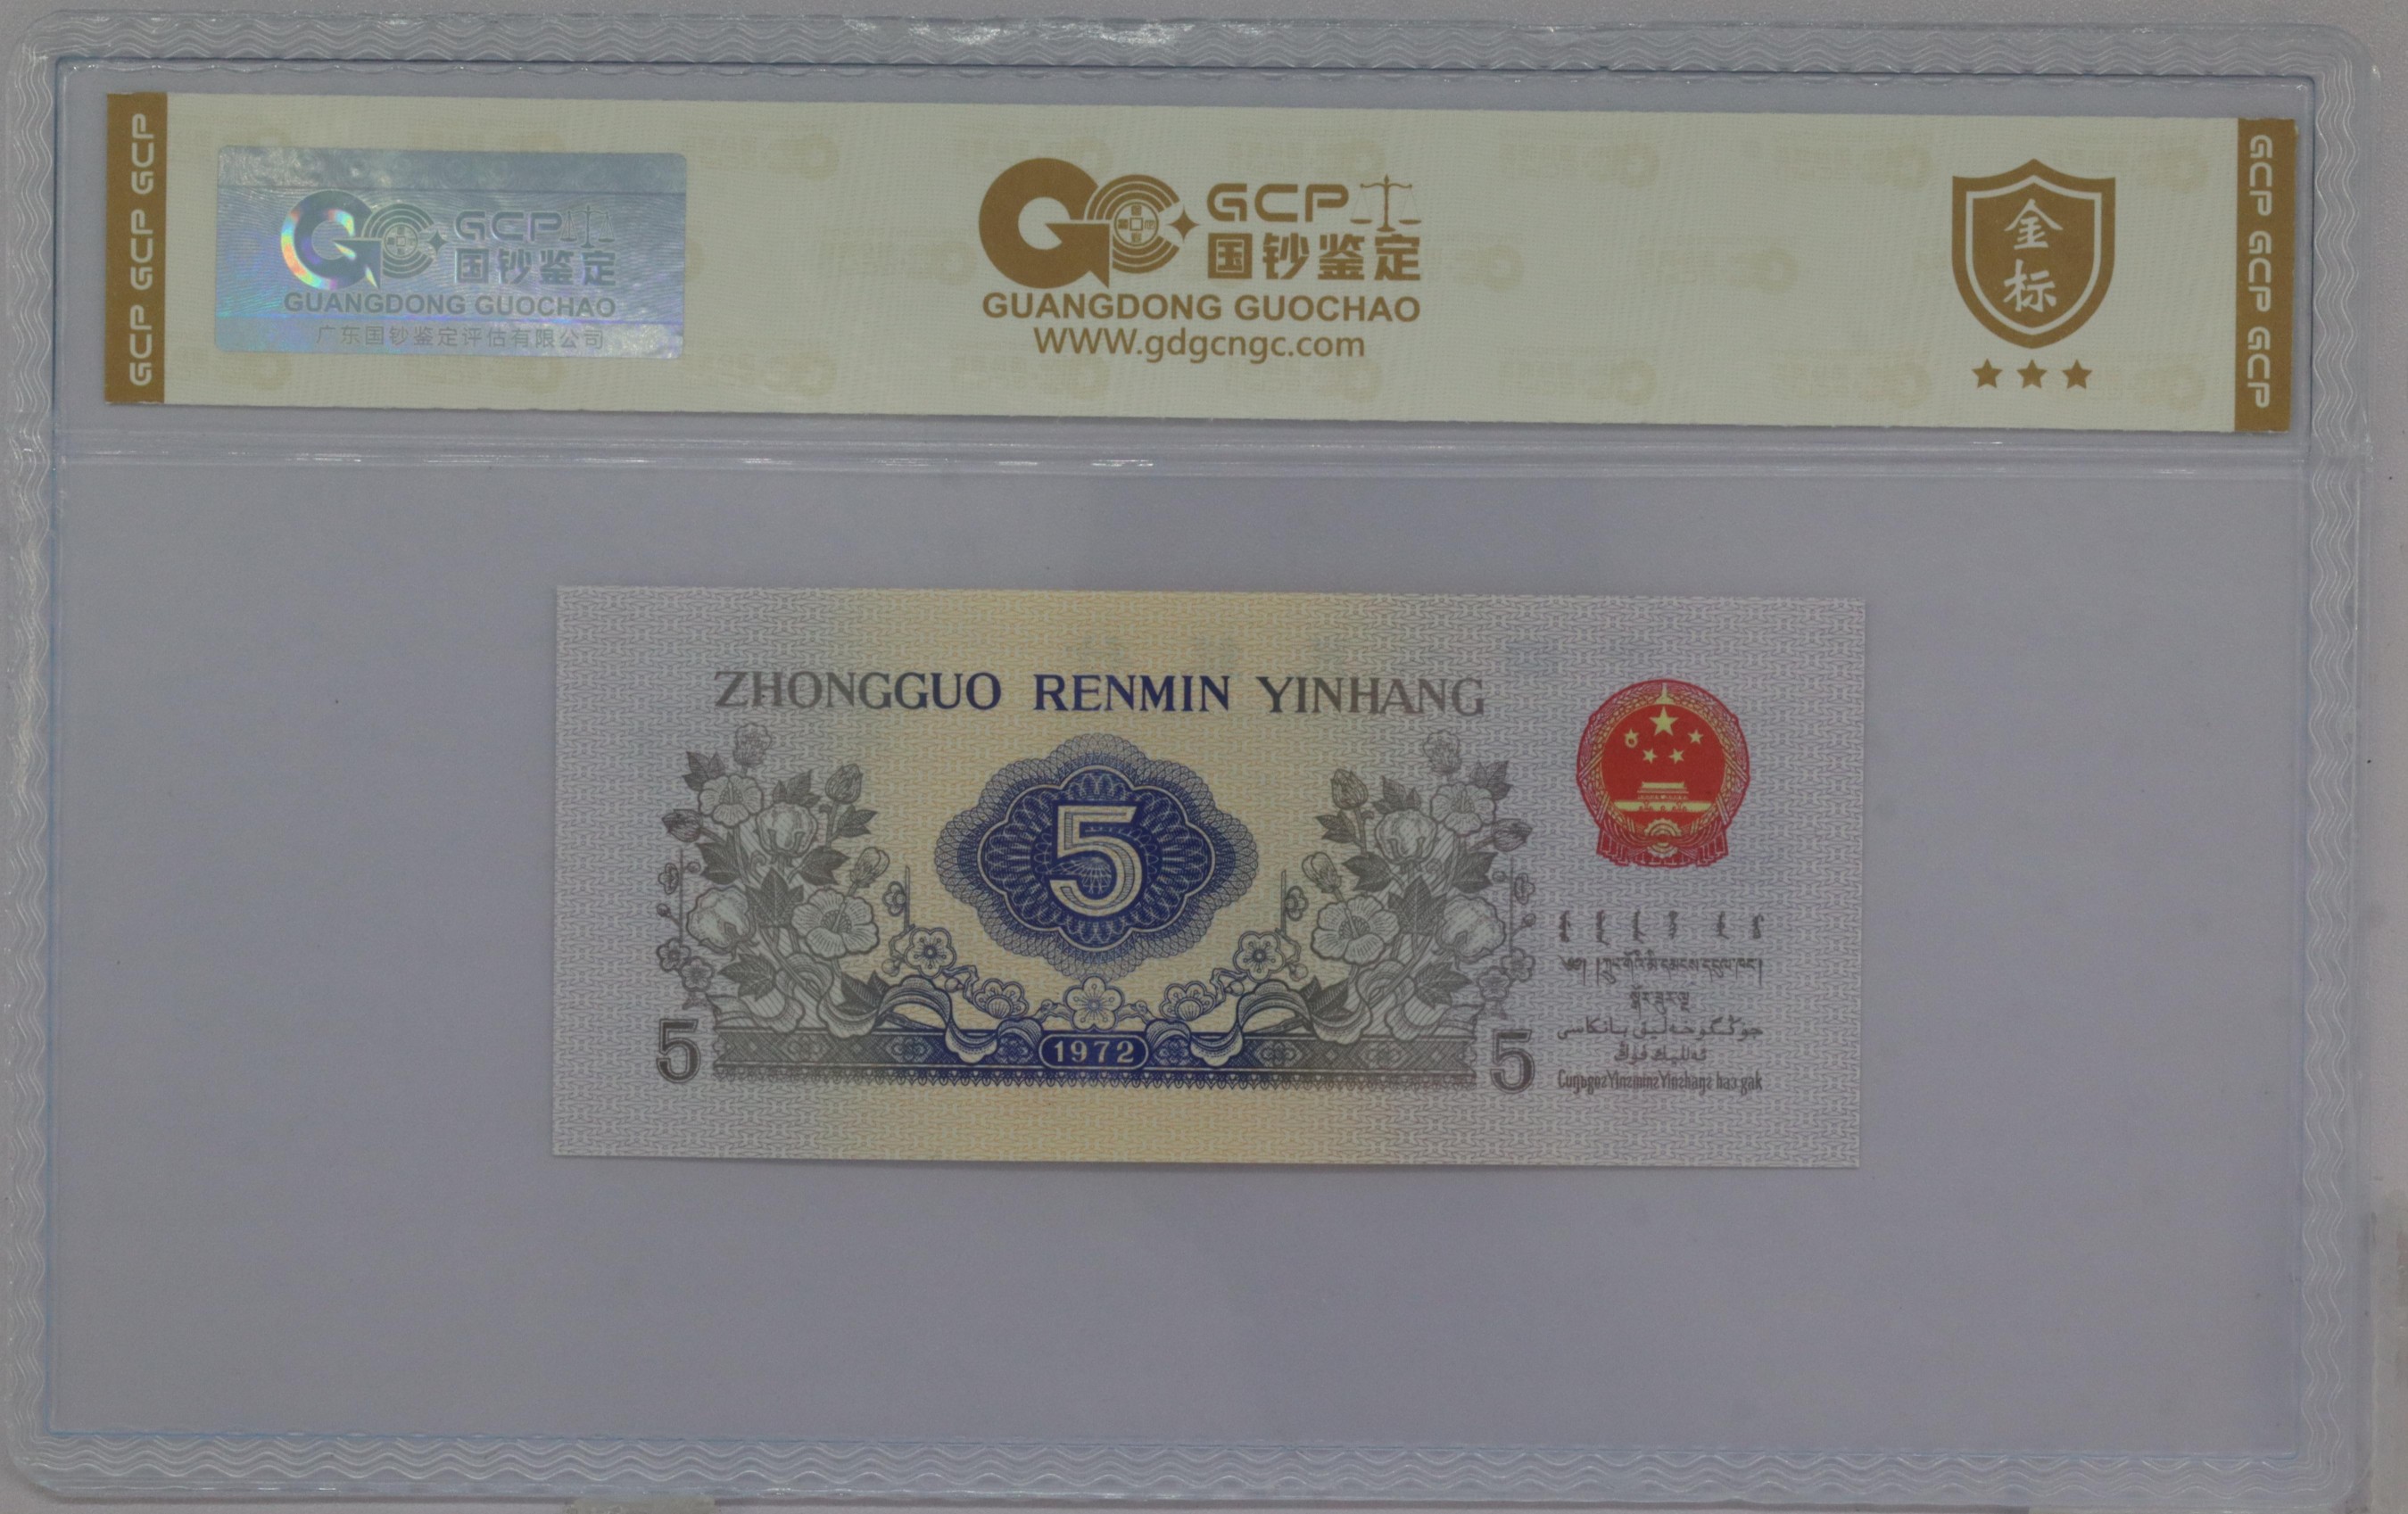 GCP GCP GCP
GCP
国钞鉴定
GUANGDONG GUOCHAO
广东国钞鉴定评估有限公司
GCP
国钞鉴定
GUANGDONG GUOCHAO
WWW.gdgcngc.com
金
标
GCP GCP GCP
ZHONGGUO RENMIN YINHANG
5
1972
5
5